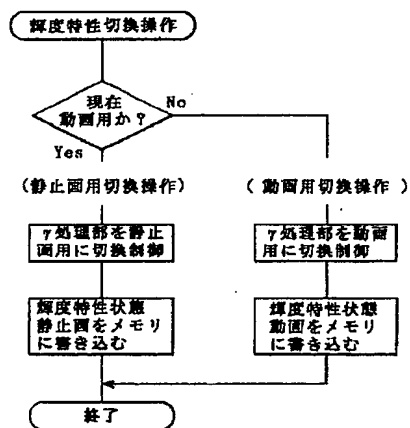 輝度特性切換操作
現在
動画用か?
No
Yes
(静止画用切換操作)
( 動画用切換操作 )
γ処理部を静止
画用に切換制御
γ処理部を動画
用に切換制御
輝度特性状態
静止画をメモリ
に書き込む
輝度特性状態
動画をメモリ
に書き込む
終了